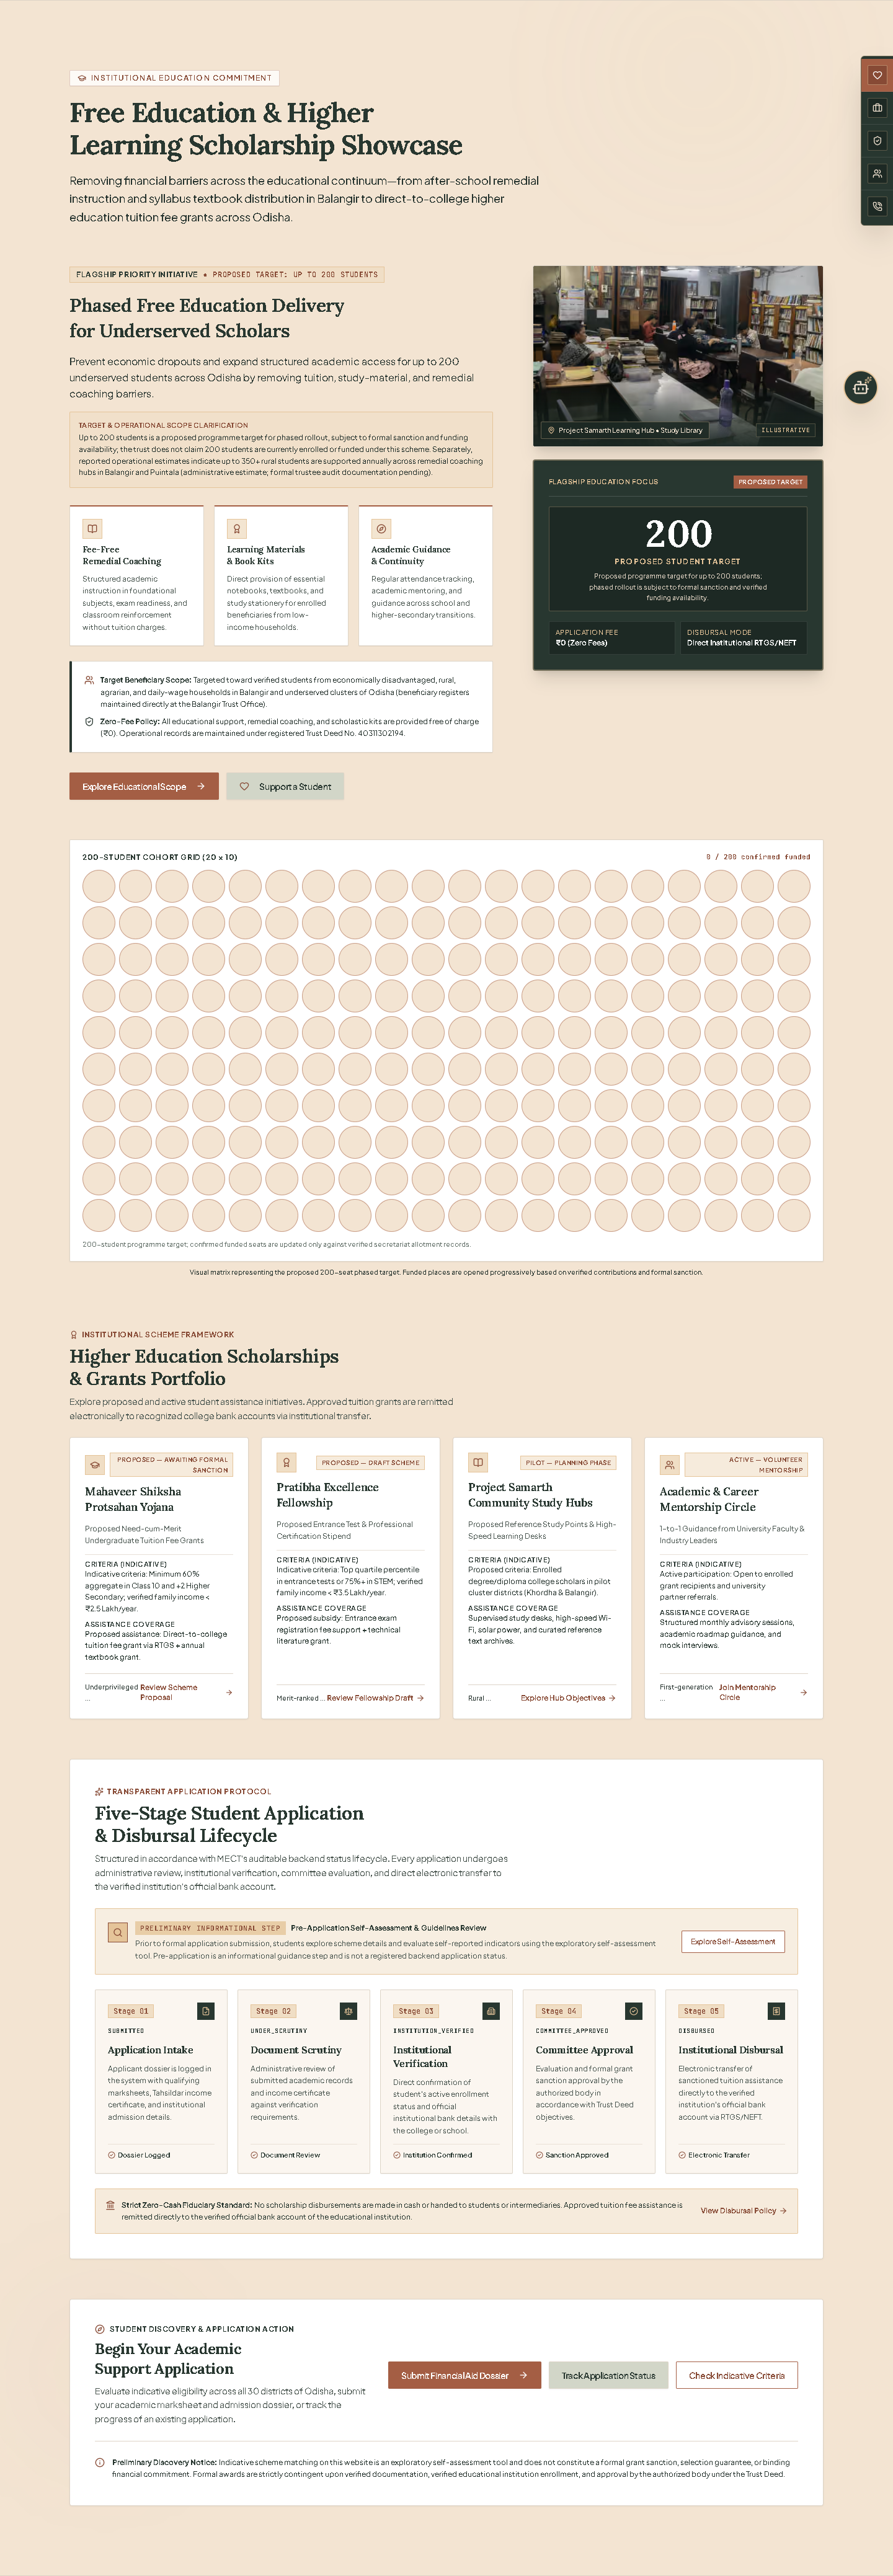 INSTITUTIONAL EDUCATION COMMITMENT
Free Education & Higher
Learning Scholarship Showcase
Removing financial barriers across the educational continuum—from after-school remedial
instruction and syllabus textbook distribution in Balangir to direct-to-college higher
education tuition fee grants across Odisha.
FLAGSHIP PRIORITY INITIATIVE • PROPOSED TARGET: UP TO 200 STUDENTS
Phased Free Education Delivery
for Underserved Scholars
Prevent economic dropouts and expand structured academic access for up to 200
underserved students across Odisha by removing tuition, study-material, and remedial
coaching barriers.
TARGET & OPERATIONAL SCOPE CLARIFICATION
Up to 200 students is a proposed programme target for phased rollout, subject to formal sanction and funding
availability; the trust does not claim 200 students are currently enrolled or funded under this scheme. Separately,
reported operational estimates indicate up to 350+ rural students are supported annually across remedial coaching
hubs in Balangir and Puintala (administrative estimate; formal trustee audit documentation pending).
Fee-Free
Remedial Coaching
Structured academic
instruction in foundational
subjects, exam readiness, and
classroom reinforcement
without tuition charges.
Learning Materials
& Book Kits
Direct provision of essential
notebooks, textbooks, and
study stationery for enrolled
beneficiaries from low-
income households.
Academic Guidance
& Continuity
Regular attendance tracking,
academic mentoring, and
guidance across school and
higher-secondary transitions.
Target Beneficiary Scope: Targeted toward verified students from economically disadvantaged, rural,
agrarian, and daily-wage households in Balangir and underserved clusters of Odisha (beneficiary registers
maintained directly at the Balangir Trust Office).
Zero-Fee Policy: All educational support, remedial coaching, and scholastic kits are provided free of charge
(₹0). Operational records are maintained under registered Trust Deed No. 40311302194.
Explore Educational Scope
Support a Student
Project Samarth Learning Hub • Study Library
ILLUSTRATIVE
FLAGSHIP EDUCATION FOCUS
PROPOSED TARGET
200
PROPOSED STUDENT TARGET
Proposed programme target for up to 200 students;
phased rollout is subject to formal sanction and verified
funding availability.
APPLICATION FEE
₹0 (Zero Fees)
DISBURSAL MODE
Direct Institutional RTGS/NEFT
200-STUDENT COHORT GRID (20 x 10)
0 / 200 confirmed funded
200-student programme target; confirmed funded seats are updated only against verified secretariat allotment records.
Visual matrix representing the proposed 200-seat phased target. Funded places are opened progressively based on verified contributions and formal sanction.
INSTITUTIONAL SCHEME FRAMEWORK
Higher Education Scholarships
& Grants Portfolio
Explore proposed and active student assistance initiatives. Approved tuition grants are remitted
electronically to recognized college bank accounts via institutional transfer.
PROPOSED — AWAITING FORMAL
SANCTION
Mahaveer Shiksha
Protsahan Yojana
Proposed Need-cum-Merit
Undergraduate Tuition Fee Grants
CRITERIA (INDICATIVE)
Indicative criteria: Minimum 60%
aggregate in Class 10 and +2 Higher
Secondary; verified family income <
₹2.5 Lakh/year.
ASSISTANCE COVERAGE
Proposed assistance: Direct-to-college
tuition fee grant via RTGS + annual
textbook grant.
Underprivileged
...
Review Scheme
Proposal
PROPOSED — DRAFT SCHEME
Pratibha Excellence
Fellowship
Proposed Entrance Test & Professional
Certification Stipend
CRITERIA (INDICATIVE)
Indicative criteria: Top quartile percentile
in entrance tests or 75%+ in STEM; verified
family income < ₹3.5 Lakh/year.
ASSISTANCE COVERAGE
Proposed subsidy: Entrance exam
registration fee support + technical
literature grant.
Merit-ranked ... Review Fellowship Draft
PILOT — PLANNING PHASE
Project Samarth
Community Study Hubs
Proposed Reference Study Points & High-
Speed Learning Desks
CRITERIA (INDICATIVE)
Proposed criteria: Enrolled
degree/diploma college scholars in pilot
cluster districts (Khordha & Balangir).
ASSISTANCE COVERAGE
Supervised study desks, high-speed Wi-
Fi, solar power, and curated reference
text archives.
Rural ... Explore Hub Objectives
ACTIVE — VOLUNTEER
MENTORSHIP
Academic & Career
Mentorship Circle
1-to-1 Guidance from University Faculty &
Industry Leaders
CRITERIA (INDICATIVE)
Active participation: Open to enrolled
grant recipients and university
partner referrals.
ASSISTANCE COVERAGE
Structured monthly advisory sessions,
academic roadmap guidance, and
mock interviews.
First-generation
...
Join Mentorship
Circle
TRANSPARENT APPLICATION PROTOCOL
Five-Stage Student Application
& Disbursal Lifecycle
Structured in accordance with MECT's auditable backend status lifecycle. Every application undergoes
administrative review, institutional verification, committee evaluation, and direct electronic transfer to
the verified institution's official bank account.
PRELIMINARY INFORMATIONAL STEP Pre-Application Self-Assessment & Guidelines Review
Prior to formal application submission, students explore scheme details and evaluate self-reported indicators using the exploratory self-assessment
tool. Pre-application is an informational guidance step and is not a registered backend application status.
Explore Self-Assessment
Stage 01
SUBMITTED
Application Intake
Applicant dossier is logged in
the system with qualifying
marksheets, Tahsildar income
certificate, and institutional
admission details.
Dossier Logged
Stage 02
UNDER_SCRUTINY
Document Scrutiny
Administrative review of
submitted academic records
and income certificate
against verification
requirements.
Document Review
Stage 03
INSTITUTION_VERIFIED
Institutional
Verification
Direct confirmation of
student's active enrollment
status and official
institutional bank details with
the college or school.
Institution Confirmed
Stage 04
COMMITTEE_APPROVED
Committee Approval
Evaluation and formal grant
sanction approval by the
authorized body in
accordance with Trust Deed
objectives.
Sanction Approved
Stage 05
DISBURSED
Institutional Disbursal
Electronic transfer of
sanctioned tuition assistance
directly to the verified
institution's official bank
account via RTGS/NEFT.
Electronic Transfer
Strict Zero-Cash Fiduciary Standard: No scholarship disbursements are made in cash or handed to students or intermediaries. Approved tuition fee assistance is
remitted directly to the verified official bank account of the educational institution.
View Disbursal Policy
STUDENT DISCOVERY & APPLICATION ACTION
Begin Your Academic
Support Application
Evaluate indicative eligibility across all 30 districts of Odisha, submit
your academic marksheet and admission dossier, or track the
progress of an existing application.
Submit Financial Aid Dossier
Track Application Status
Check Indicative Criteria
Preliminary Discovery Notice: Indicative scheme matching on this website is an exploratory self-assessment tool and does not constitute a formal grant sanction, selection guarantee, or binding
financial commitment. Formal awards are strictly contingent upon verified documentation, verified educational institution enrollment, and approval by the authorized body under the Trust Deed.